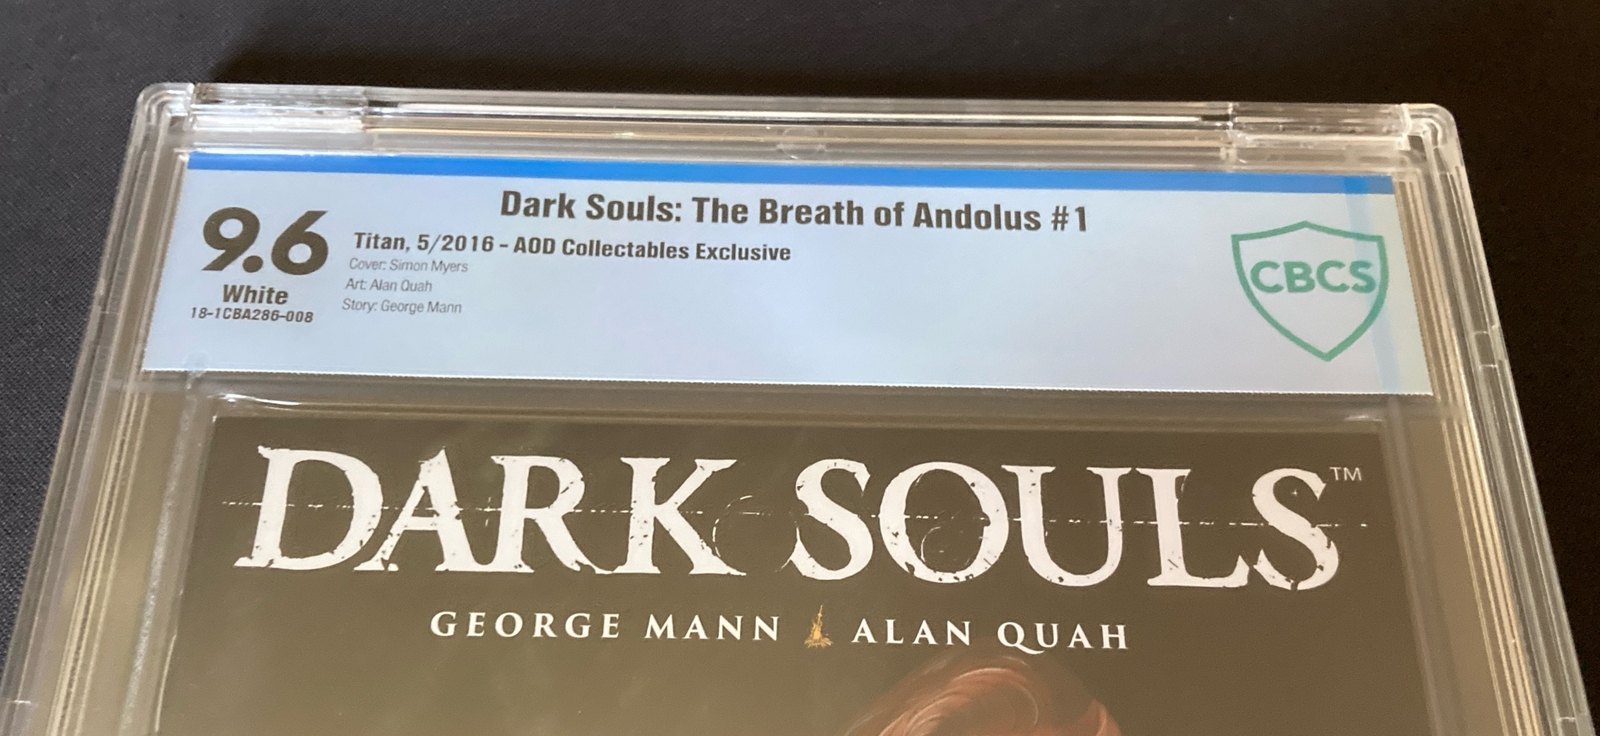 Dark Souls: The Breath of Andolus #1
9.6
White
18-1CBA286-008
Titan, 5/2016 - AOD Collectables Exclusive
Cover: Simon Myers
Art: Alan Quah
Story: George Mann
CBCS
DARK SOULS™
GEORGE MANN ALAN QUAH